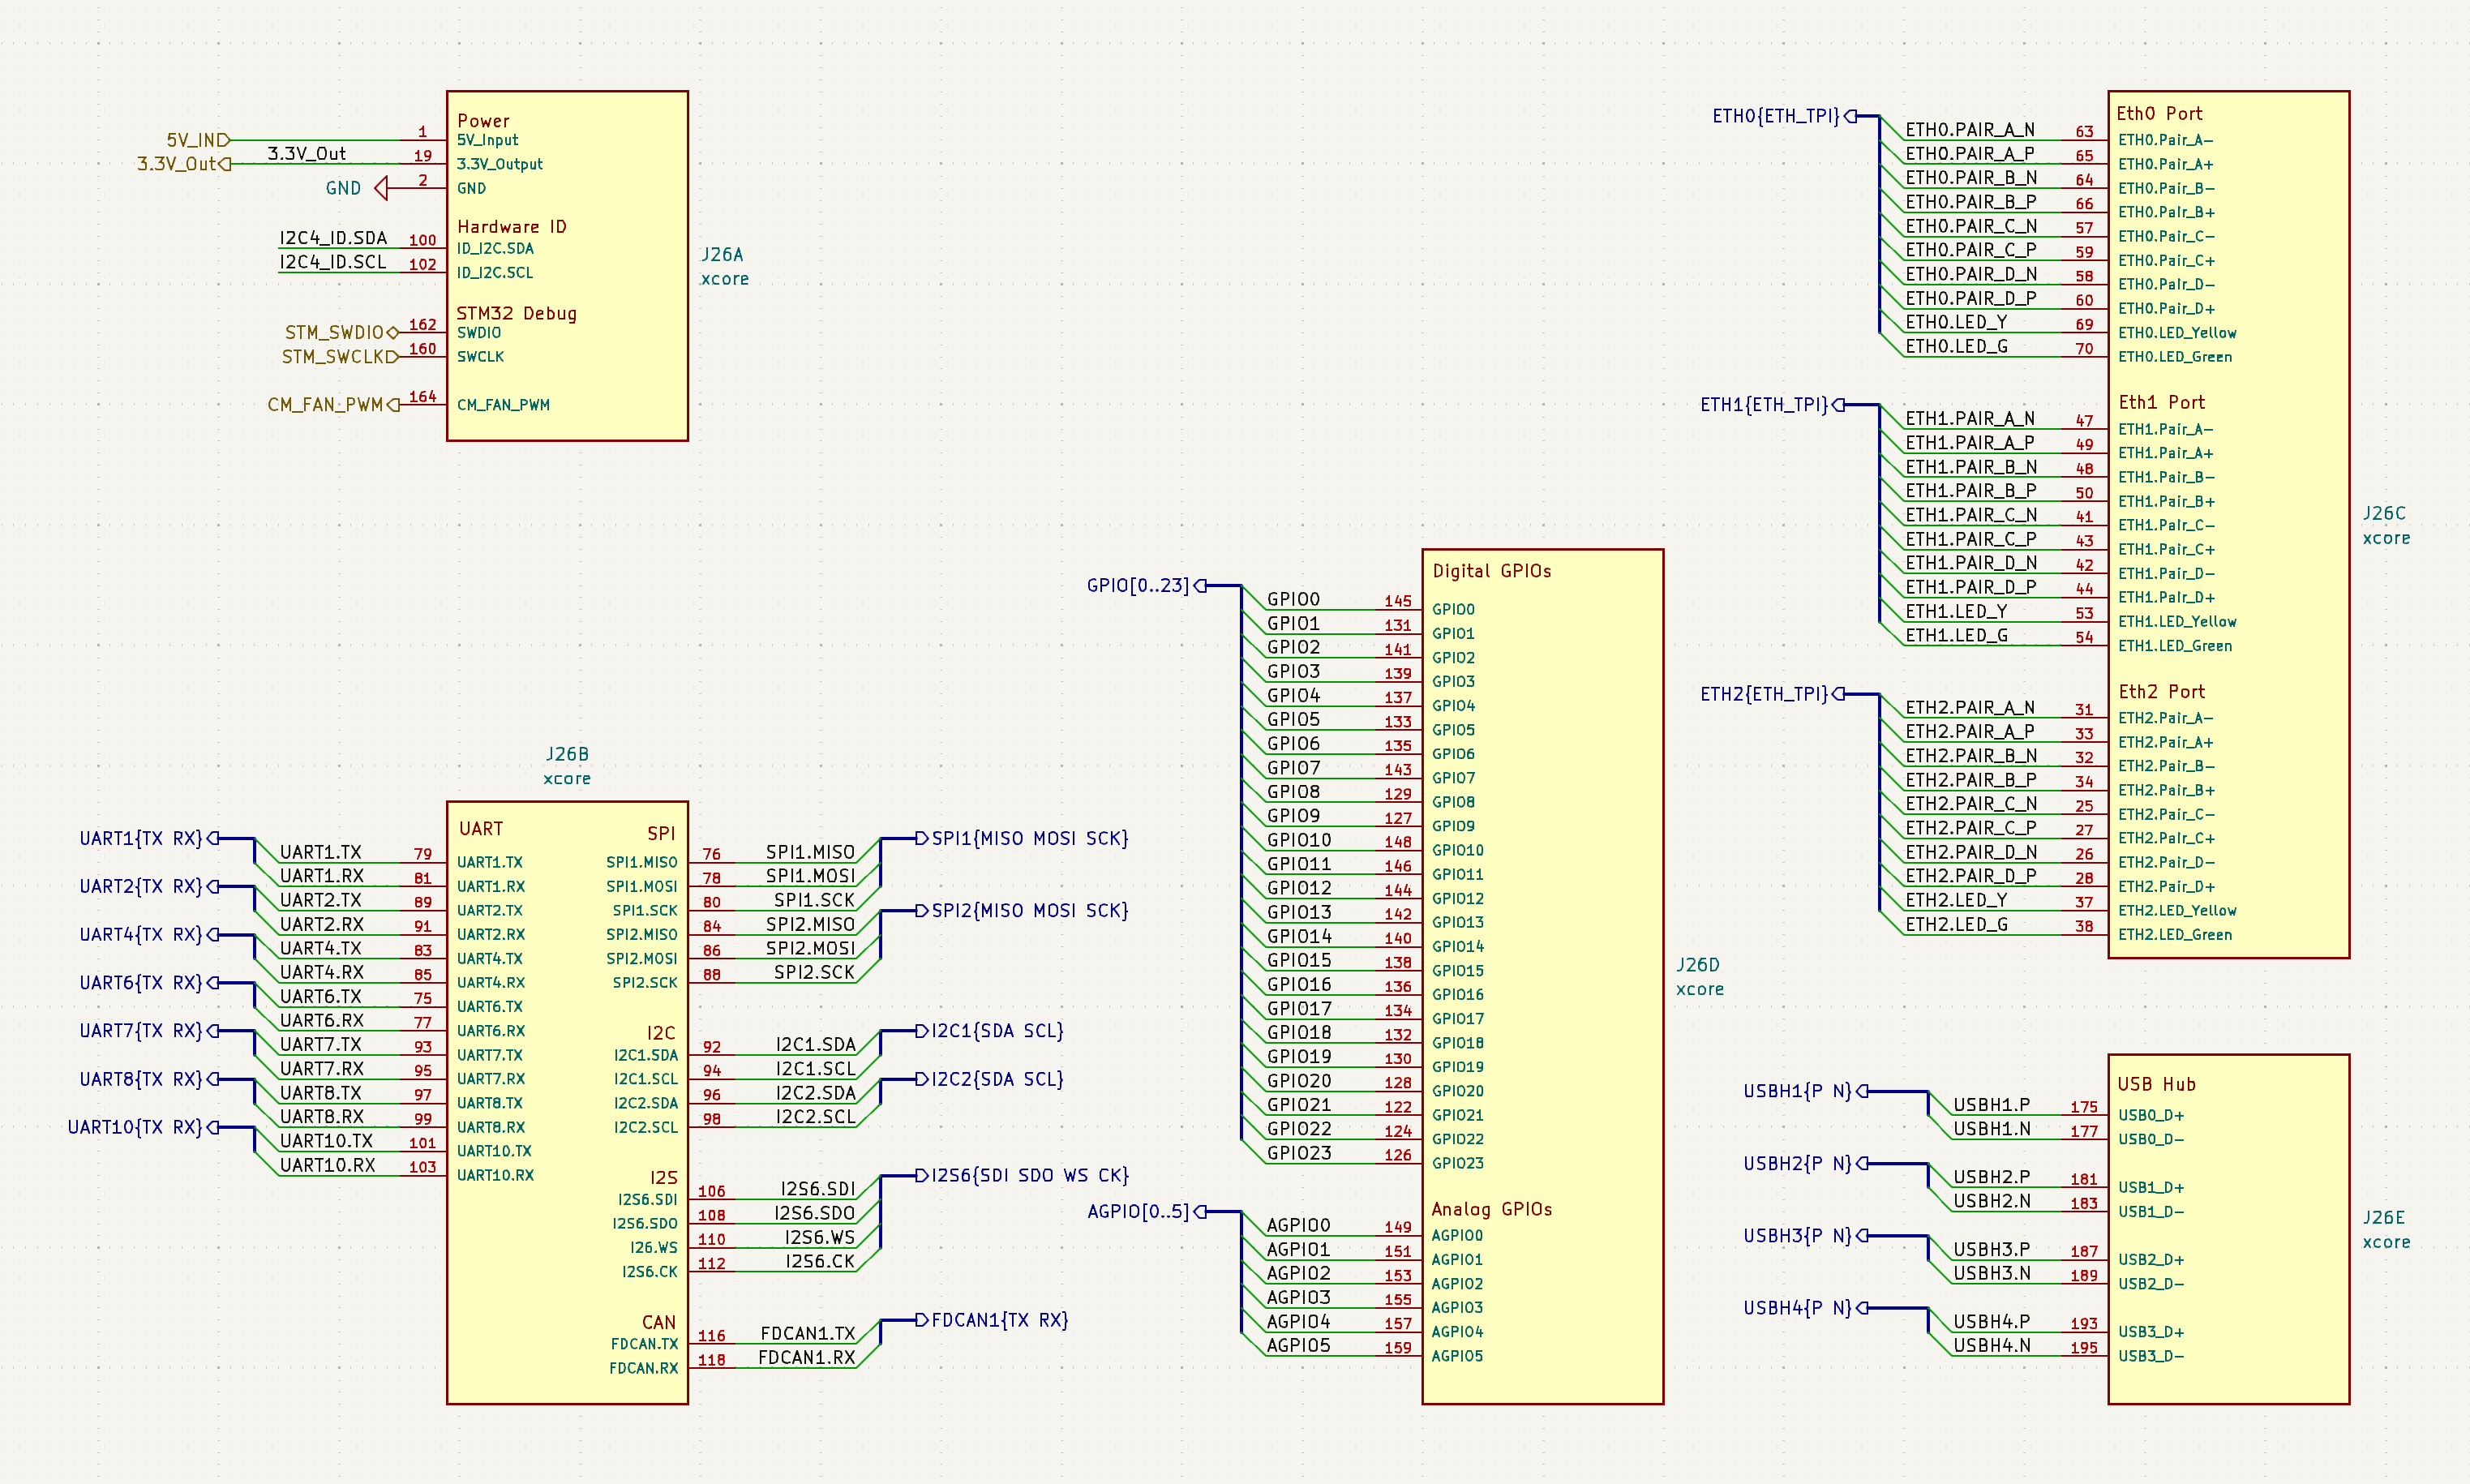 Power
5V_IN 1 5V_Input
3.3V_Out 3.3V_Out 19 3.3V_Output
GND 2 GND
Hardware ID
I2C4_ID.SDA 100 ID_I2C.SDA
I2C4_ID.SCL 102 ID_I2C.SCL
STM32 Debug
STM_SWDIO 162 SWDIO
STM_SWCLK 160 SWCLK
CM_FAN_PWM 164 CM_FAN_PWM
J26A
xcore
J26B
xcore
UART
UART1{TX RX}
UART1.TX 79 UART1.TX
UART1.RX 81 UART1.RX
UART2{TX RX}
UART2.TX 89 UART2.TX
UART2.RX 91 UART2.RX
UART4{TX RX}
UART4.TX 83 UART4.TX
UART4.RX 85 UART4.RX
UART6{TX RX}
UART6.TX 75 UART6.TX
UART6.RX 77 UART6.RX
UART7{TX RX}
UART7.TX 93 UART7.TX
UART7.RX 95 UART7.RX
UART8{TX RX}
UART8.TX 97 UART8.TX
UART8.RX 99 UART8.RX
UART10{TX RX}
UART10.TX 101 UART10.TX
UART10.RX 103 UART10.RX
SPI
SPI1{MISO MOSI SCK}
SPI1.MISO 76 SPI1.MISO
SPI1.MOSI 78 SPI1.MOSI
SPI1.SCK 80 SPI1.SCK
SPI2{MISO MOSI SCK}
SPI2.MISO 84 SPI2.MISO
SPI2.MOSI 86 SPI2.MOSI
SPI2.SCK 88 SPI2.SCK
I2C
I2C1{SDA SCL}
I2C1.SDA 92 I2C1.SDA
I2C1.SCL 94 I2C1.SCL
I2C2{SDA SCL}
I2C2.SDA 96 I2C2.SDA
I2C2.SCL 98 I2C2.SCL
I2S
I2S6{SDI SDO WS CK}
I2S6.SDI 106 I2S6.SDI
I2S6.SDO 108 I2S6.SDO
I26.WS 110 I2S6.WS
I2S6.CK 112 I2S6.CK
CAN
FDCAN1{TX RX}
FDCAN.TX 116 FDCAN1.TX
FDCAN.RX 118 FDCAN1.RX
Digital GPIOs
GPIO[0..23]
GPIO0 145 GPIO0
GPIO1 131 GPIO1
GPIO2 141 GPIO2
GPIO3 139 GPIO3
GPIO4 137 GPIO4
GPIO5 133 GPIO5
GPIO6 135 GPIO6
GPIO7 143 GPIO7
GPIO8 129 GPIO8
GPIO9 127 GPIO9
GPIO10 148 GPIO10
GPIO11 146 GPIO11
GPIO12 144 GPIO12
GPIO13 142 GPIO13
GPIO14 140 GPIO14
GPIO15 138 GPIO15
GPIO16 136 GPIO16
GPIO17 134 GPIO17
GPIO18 132 GPIO18
GPIO19 130 GPIO19
GPIO20 128 GPIO20
GPIO21 122 GPIO21
GPIO22 124 GPIO22
GPIO23 126 GPIO23
Analog GPIOs
AGPIO[0..5]
AGPIO0 149 AGPIO0
AGPIO1 151 AGPIO1
AGPIO2 153 AGPIO2
AGPIO3 155 AGPIO3
AGPIO4 157 AGPIO4
AGPIO5 159 AGPIO5
J26D
xcore
Eth0 Port
ETH0{ETH_TPI}
ETH0.PAIR_A_N 63 ETH0.Pair_A-
ETH0.PAIR_A_P 65 ETH0.Pair_A+
ETH0.PAIR_B_N 64 ETH0.Pair_B-
ETH0.PAIR_B_P 66 ETH0.Pair_B+
ETH0.PAIR_C_N 57 ETH0.Pair_C-
ETH0.PAIR_C_P 59 ETH0.Pair_C+
ETH0.PAIR_D_N 58 ETH0.Pair_D-
ETH0.PAIR_D_P 60 ETH0.Pair_D+
ETH0.LED_Y 69 ETH0.LED_Yellow
ETH0.LED_G 70 ETH0.LED_Green
Eth1 Port
ETH1{ETH_TPI}
ETH1.PAIR_A_N 47 ETH1.Pair_A-
ETH1.PAIR_A_P 49 ETH1.Pair_A+
ETH1.PAIR_B_N 48 ETH1.Pair_B-
ETH1.PAIR_B_P 50 ETH1.Pair_B+
ETH1.PAIR_C_N 41 ETH1.Pair_C-
ETH1.PAIR_C_P 43 ETH1.Pair_C+
ETH1.PAIR_D_N 42 ETH1.Pair_D-
ETH1.PAIR_D_P 44 ETH1.Pair_D+
ETH1.LED_Y 53 ETH1.LED_Yellow
ETH1.LED_G 54 ETH1.LED_Green
Eth2 Port
ETH2{ETH_TPI}
ETH2.PAIR_A_N 31 ETH2.Pair_A-
ETH2.PAIR_A_P 33 ETH2.Pair_A+
ETH2.PAIR_B_N 32 ETH2.Pair_B-
ETH2.PAIR_B_P 34 ETH2.Pair_B+
ETH2.PAIR_C_N 25 ETH2.Pair_C-
ETH2.PAIR_C_P 27 ETH2.Pair_C+
ETH2.PAIR_D_N 26 ETH2.Pair_D-
ETH2.PAIR_D_P 28 ETH2.Pair_D+
ETH2.LED_Y 37 ETH2.LED_Yellow
ETH2.LED_G 38 ETH2.LED_Green
J26C
xcore
USB Hub
USBH1{P N}
USBH1.P 175 USB0_D+
USBH1.N 177 USB0_D-
USBH2{P N}
USBH2.P 181 USB1_D+
USBH2.N 183 USB1_D-
USBH3{P N}
USBH3.P 187 USB2_D+
USBH3.N 189 USB2_D-
USBH4{P N}
USBH4.P 193 USB3_D+
USBH4.N 195 USB3_D-
J26E
xcore